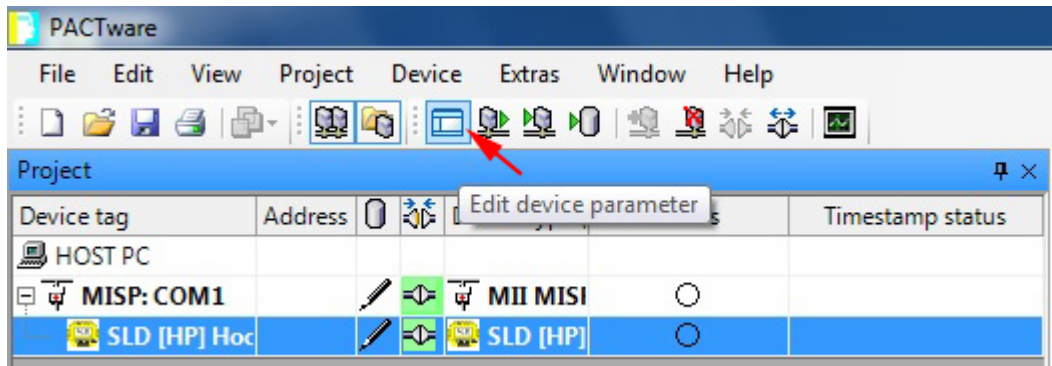 PACTware
File Edit View Project Device Extras Window Help
Project
Edit device parameter
Device tag Address Timestamp status
HOST PC
MISP: COM1 MII MISI
SLD [HP] Hoc SLD [HP]